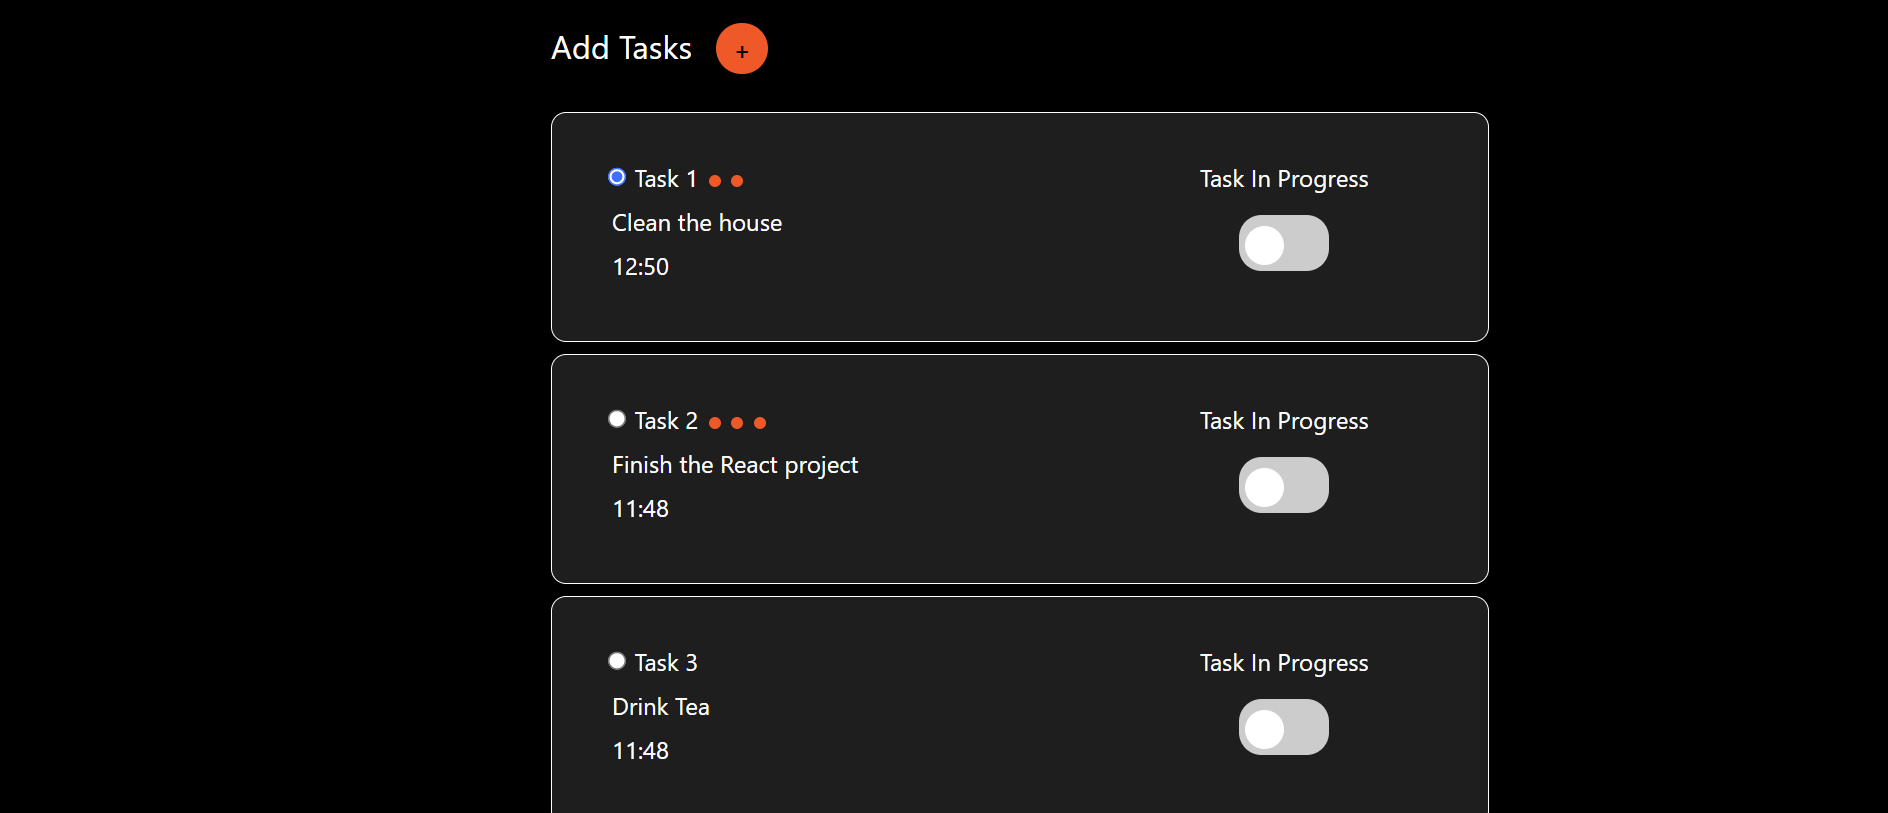 Add Tasks +
Task 1
Task In Progress
Clean the house
12:50
Task 2
Task In Progress
Finish the React project
11:48
Task 3
Task In Progress
Drink Tea
11:48